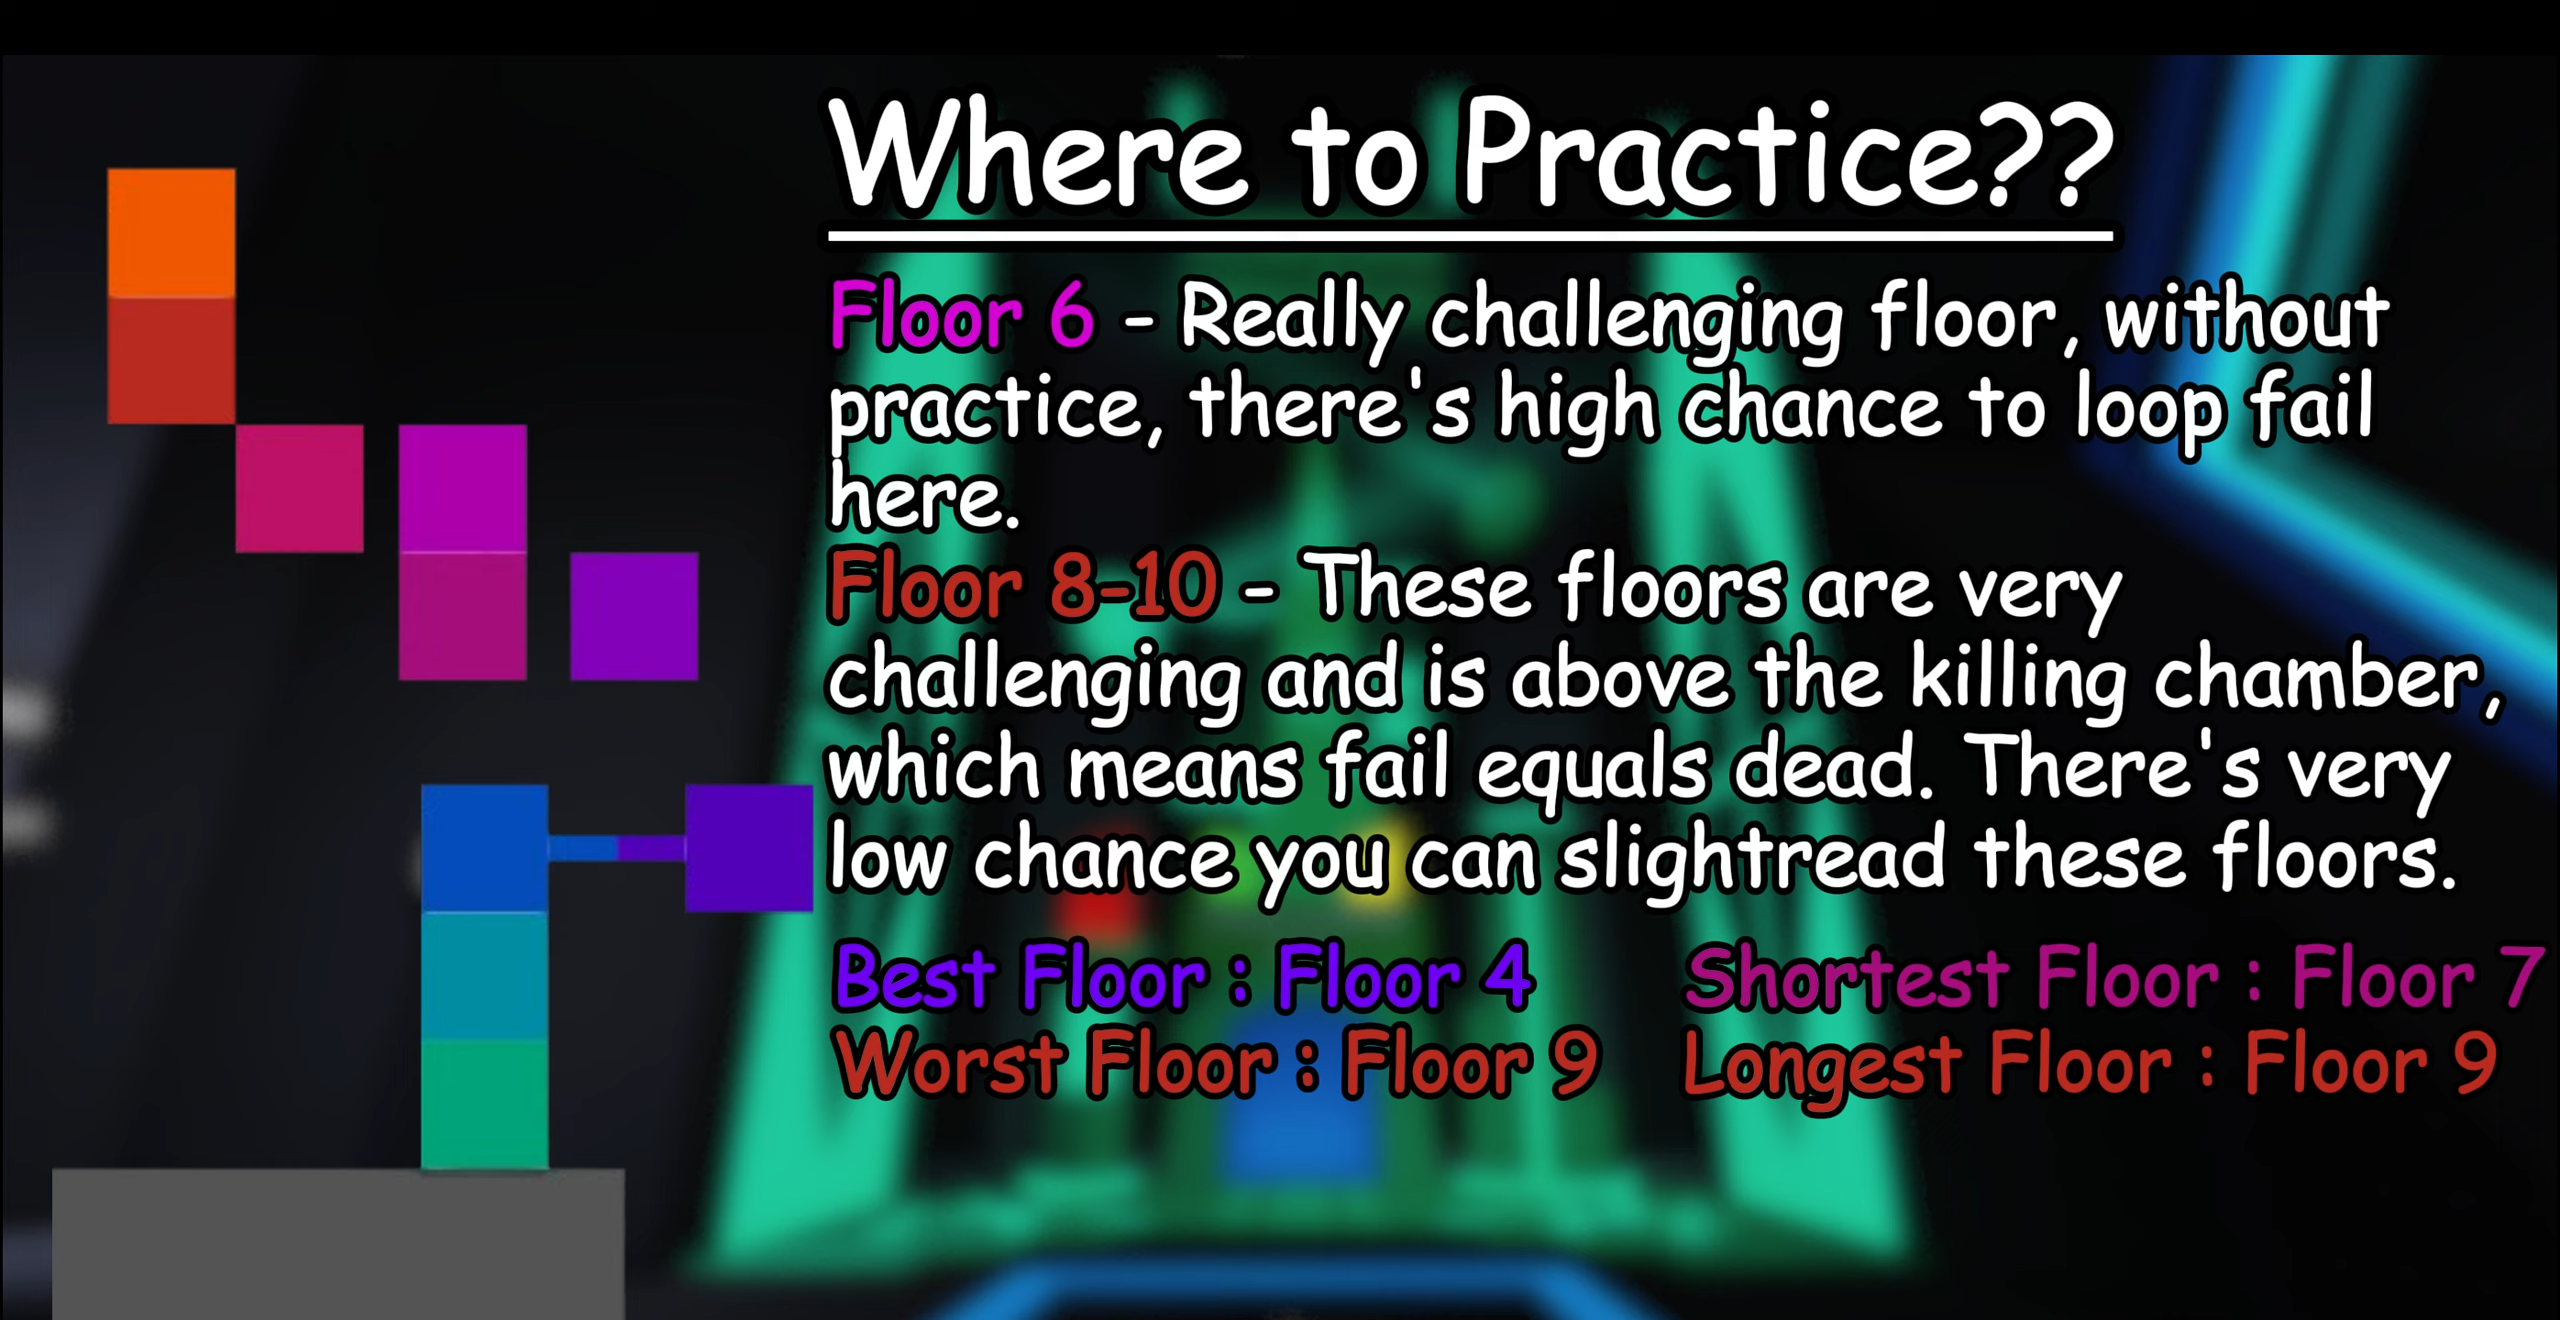 Where to Practice??
Floor 6 - Really challenging floor, without
practice, there's high chance to loop fail
here.
Floor 8-10 - These floors are very
challenging and is above the killing chamber,
which means fail equals dead. There's very
low chance you can slightread these floors.
Best Floor : Floor 4
Worst Floor : Floor 9
Shortest Floor : Floor 7
Longest Floor : Floor 9